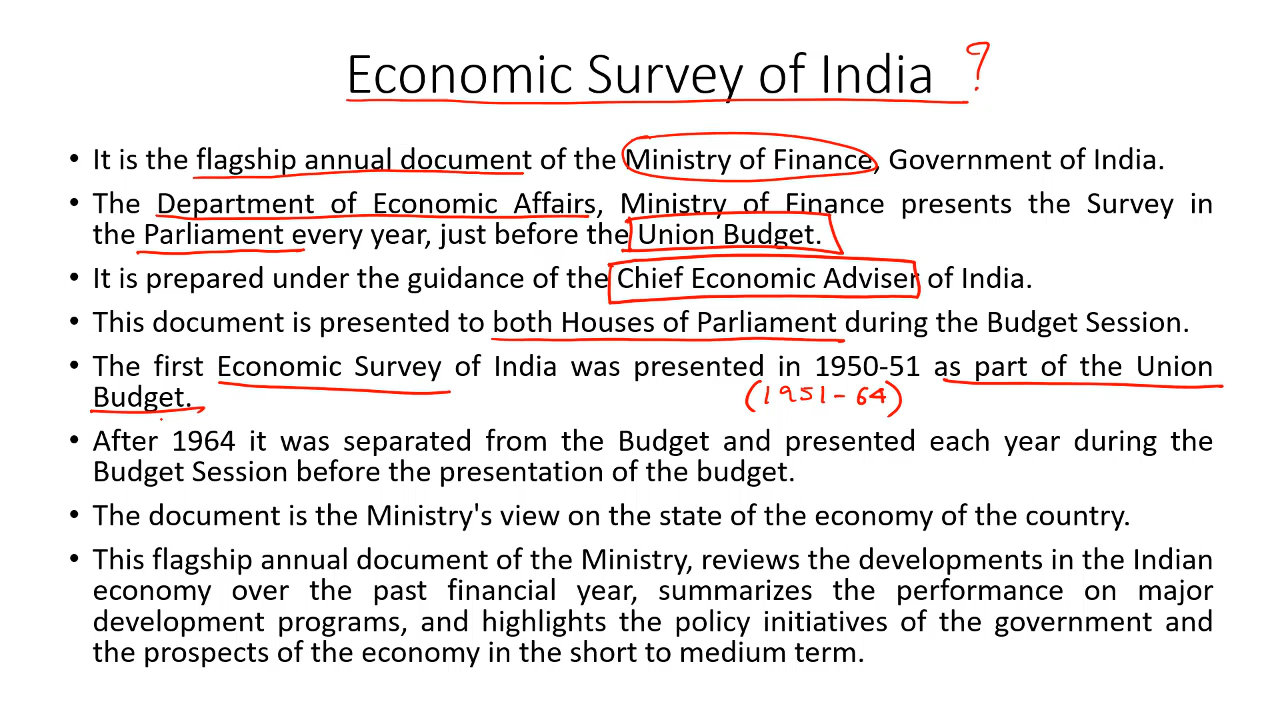 Economic Survey of India ?
• It is the flagship annual document of the Ministry of Finance, Government of India.
• The Department of Economic Affairs, Ministry of Finance presents the Survey in
the Parliament every year, just before the Union Budget.
• It is prepared under the guidance of the Chief Economic Adviser of India.
• This document is presented to both Houses of Parliament during the Budget Session.
• The first Economic Survey of India was presented in 1950-51 as part of the Union
Budget.
(1951-64)
• After 1964 it was separated from the Budget and presented each year during the
Budget Session before the presentation of the budget.
• The document is the Ministry's view on the state of the economy of the country.
• This flagship annual document of the Ministry, reviews the developments in the Indian
economy over the past financial year, summarizes the performance on major
development programs, and highlights the policy initiatives of the government and
the prospects of the economy in the short to medium term.